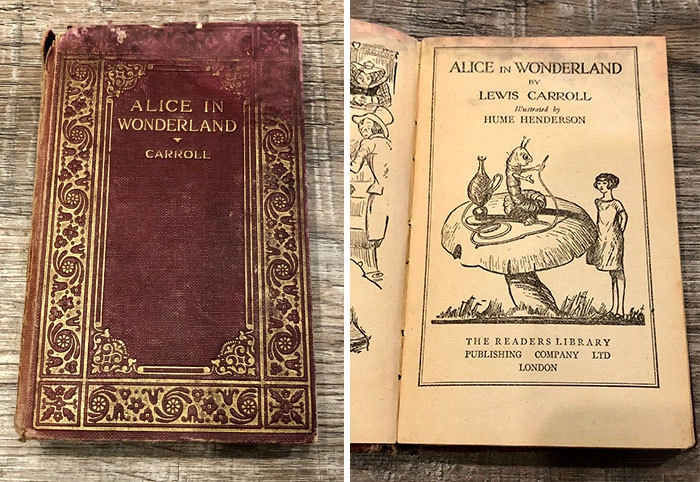 ALICE IN
WONDERLAND
CARROLL
ALICE IN WONDERLAND
BY
LEWIS CARROLL
Illustrated by
HUME HENDERSON
THE READERS LIBRARY
PUBLISHING COMPANY LTD
LONDON